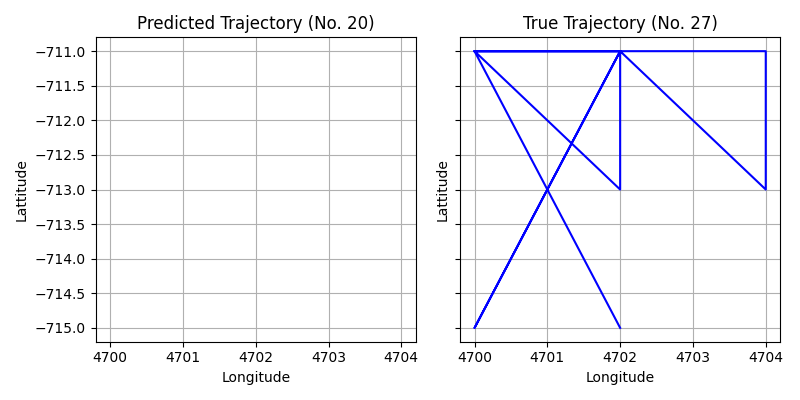 Predicted Trajectory (No. 20)
True Trajectory (No. 27)
−711.0
−711.5
−712.0
−712.5
−713.0
−713.5
−714.0
−714.5
−715.0
Lattitude
Lattitude
4700 4701 4702 4703 4704
4700 4701 4702 4703 4704
Longitude
Longitude